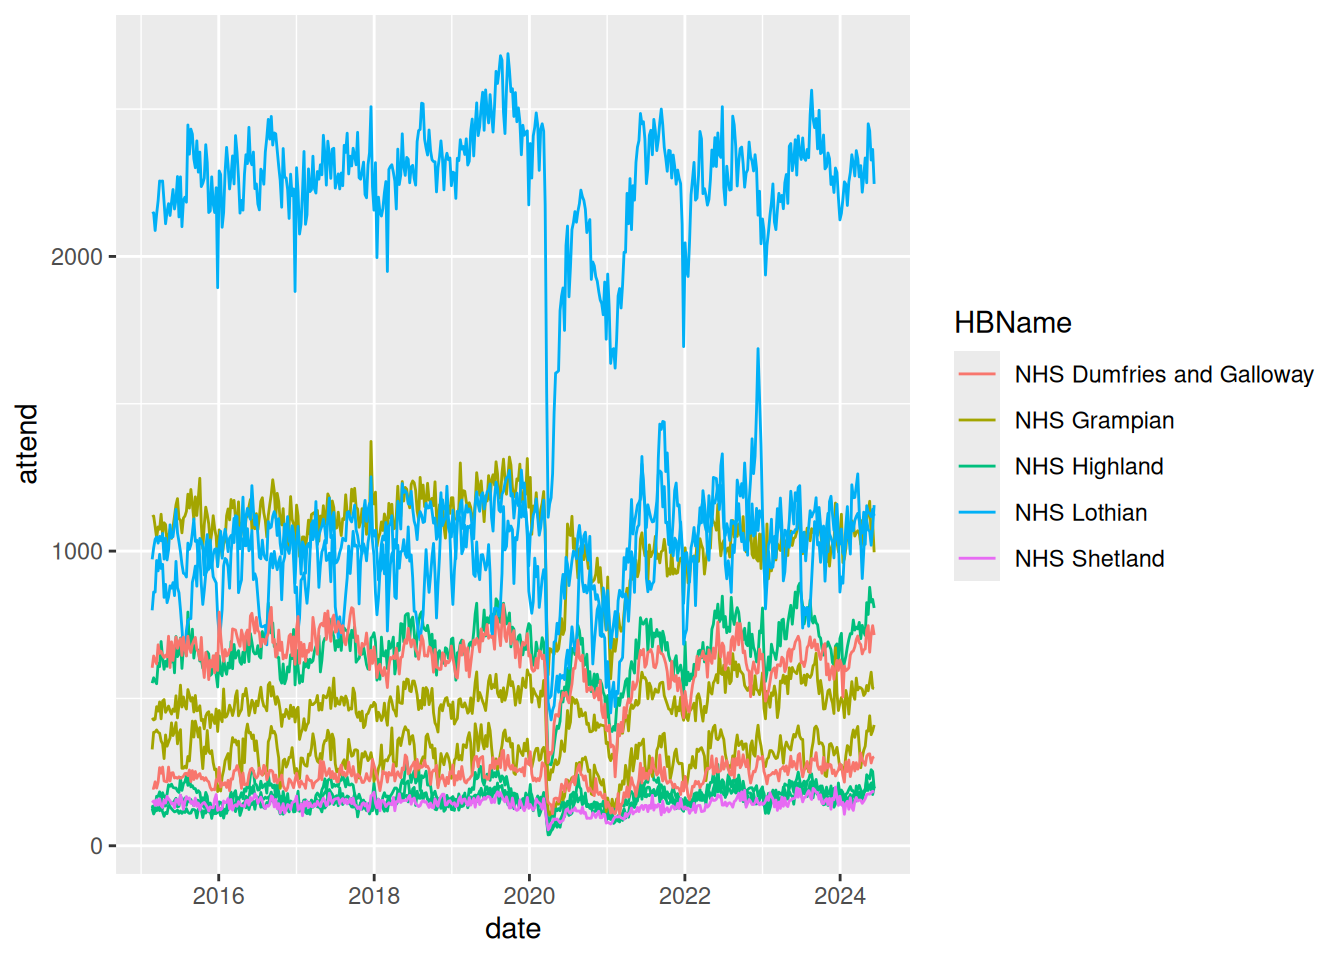 2000
1000
0
attend
2016 2018 2020 2022 2024
date
HBName
NHS Dumfries and Galloway
NHS Grampian
NHS Highland
NHS Lothian
NHS Shetland